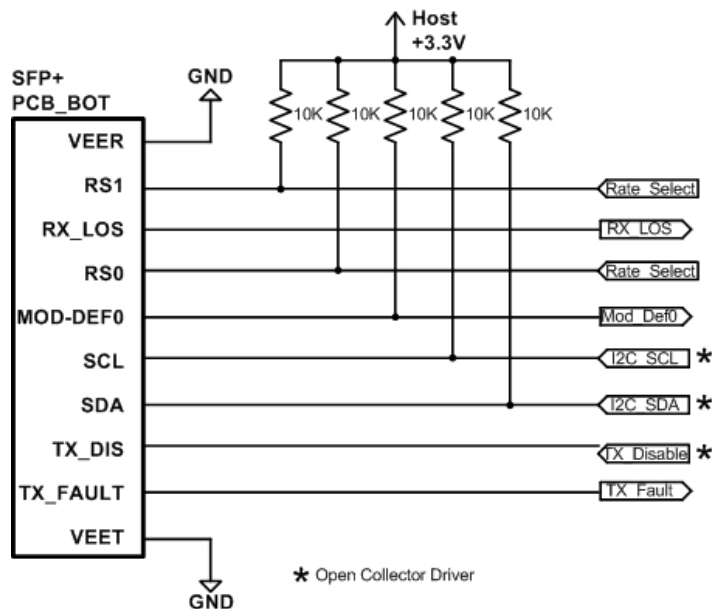 Host
+3.3V
SFP+
PCB_BOT
GND
10K
10K
10K
10K
10K
VEER
RS1
Rate_Select
RX_LOS
RX_LOS
RS0
Rate_Select
MOD-DEF0
Mod_Def0
SCL
I2C_SCL *
SDA
I2C_SDA *
TX_DIS
TX_Disable *
TX_FAULT
TX_Fault
VEET
* Open Collector Driver
GND